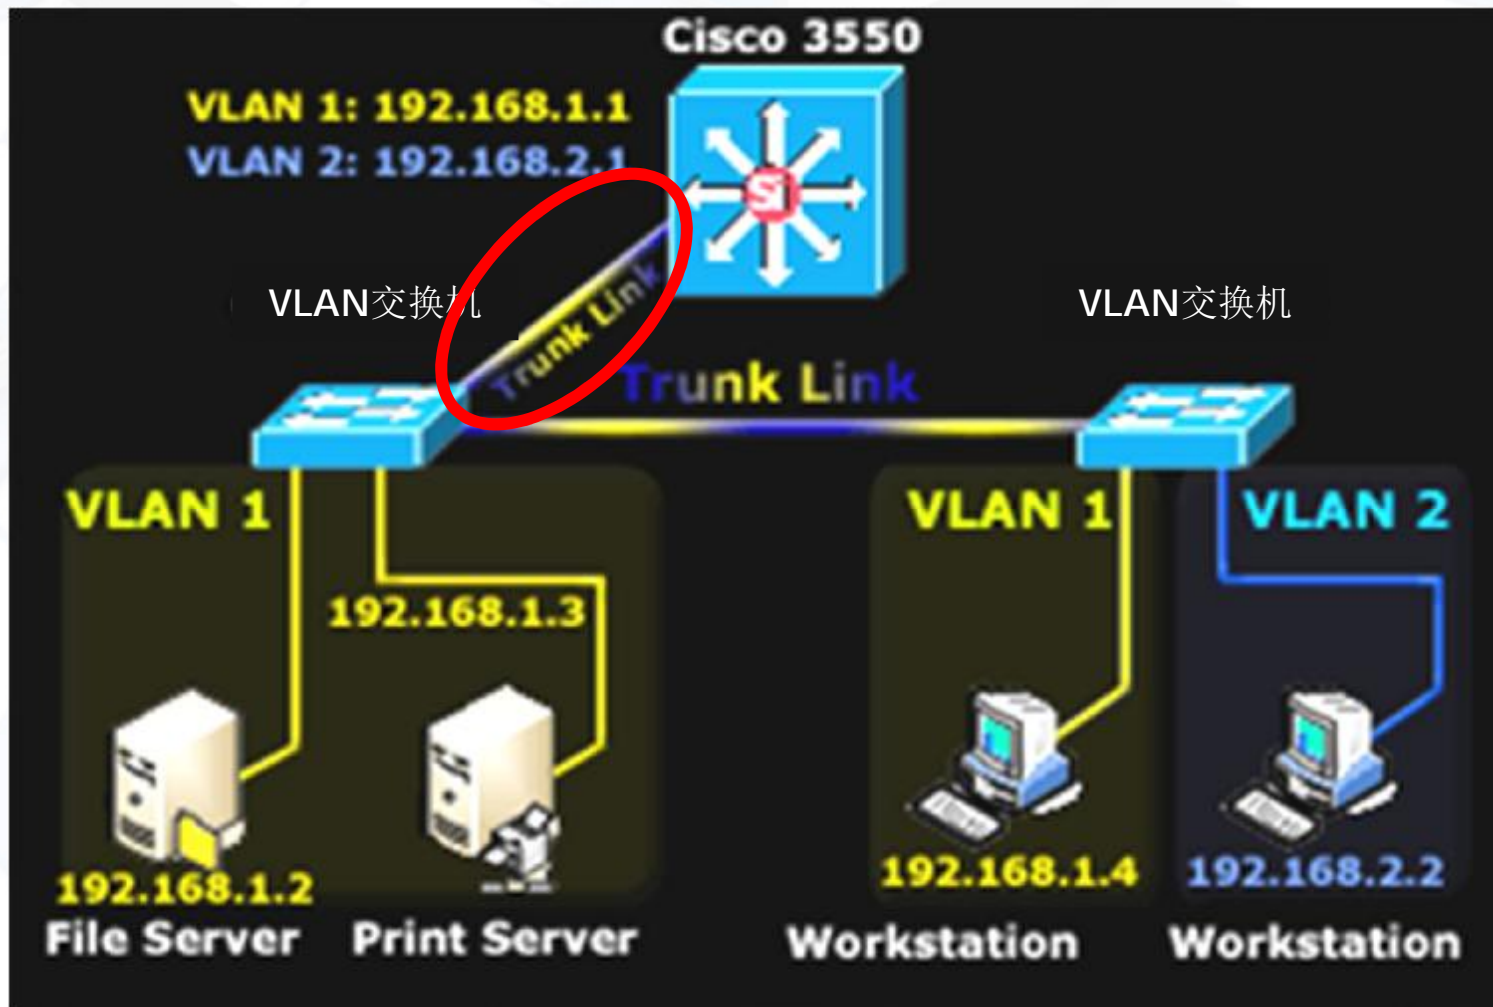 Cisco 3550
VLAN 1: 192.168.1.1
VLAN 2: 192.168.2.1
Si
VLAN交换机
VLAN交换机
Trunk Link
Trunk Link
VLAN 1
VLAN 1
VLAN 2
192.168.1.3
192.168.1.2
192.168.1.4
192.168.2.2
File Server
Print Server
Workstation
Workstation